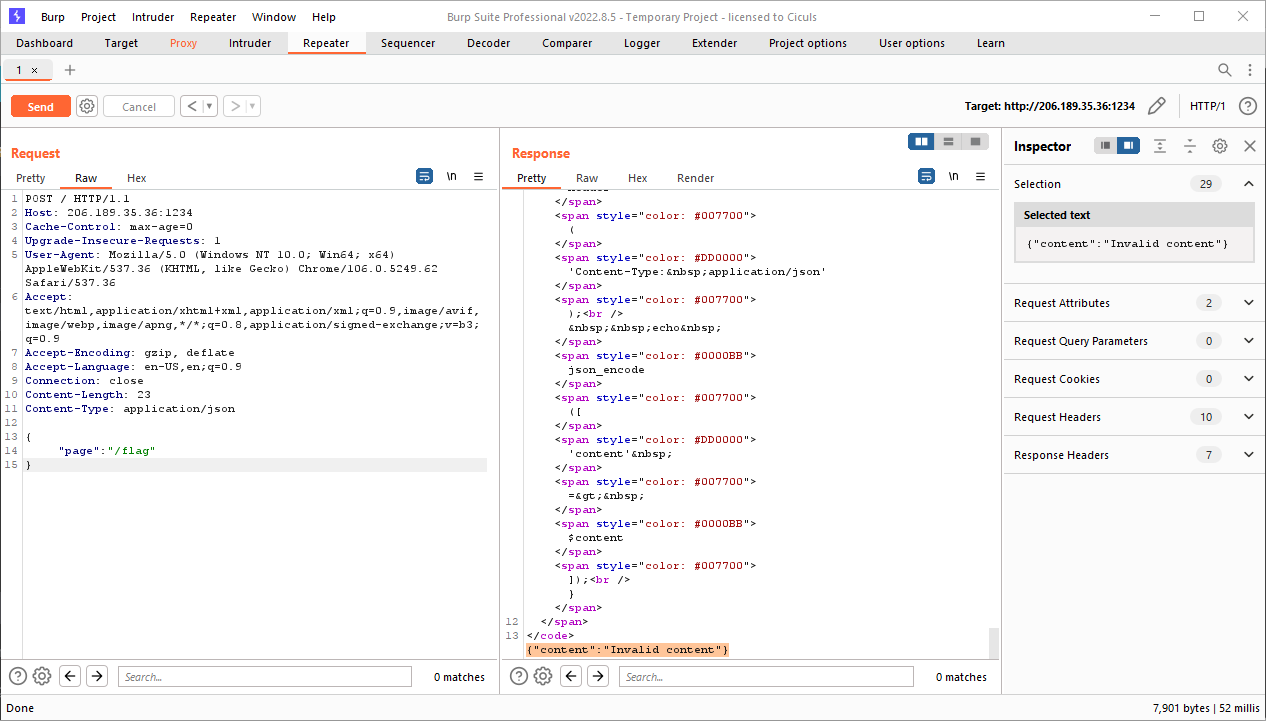 Burp Project Intruder Repeater Window Help Burp Suite Professional v2022.8.5 - Temporary Project - licensed to Ciculs
Dashboard Target Proxy Intruder Repeater Sequencer Decoder Comparer Logger Extender Project options User options Learn
1 × +
Send Cancel < > Target: http://206.189.35.36:1234 HTTP/1 ?
Request
Pretty Raw Hex \n
1 POST / HTTP/1.1
2 Host: 206.189.35.36:1234
3 Cache-Control: max-age=0
4 Upgrade-Insecure-Requests: 1
5 User-Agent: Mozilla/5.0 (Windows NT 10.0; Win64; x64)
AppleWebKit/537.36 (KHTML, like Gecko) Chrome/106.0.5249.62
Safari/537.36
6 Accept:
text/html,application/xhtml+xml,application/xml;q=0.9,image/avif,
image/webp,image/apng,*/*;q=0.8,application/signed-exchange;v=b3;
q=0.9
7 Accept-Encoding: gzip, deflate
8 Accept-Language: en-US,en;q=0.9
9 Connection: close
10 Content-Length: 23
11 Content-Type: application/json
12
13 {
14 "page":"/flag"
15 }
? Search... 0 matches
Response
Pretty Raw Hex Render \n
header
</span>
<span style="color: #007700">
(
</span>
<span style="color: #DD0000">
'Content-Type:&nbsp;application/json'
</span>
<span style="color: #007700">
);<br />
&nbsp;&nbsp;echo&nbsp;
</span>
<span style="color: #0000BB">
json_encode
</span>
<span style="color: #007700">
([
</span>
<span style="color: #DD0000">
'content'&nbsp;
</span>
<span style="color: #007700">
=&gt;&nbsp;
</span>
<span style="color: #0000BB">
$content
</span>
<span style="color: #007700">
]);<br />
}
</span>
12 </span>
13 </code>
{"content":"Invalid content"}
? Search... 0 matches
Inspector
Selection 29
Selected text
{"content":"Invalid content"}
Request Attributes 2
Request Query Parameters 0
Request Cookies 0
Request Headers 10
Response Headers 7
Done 7,901 bytes | 52 millis